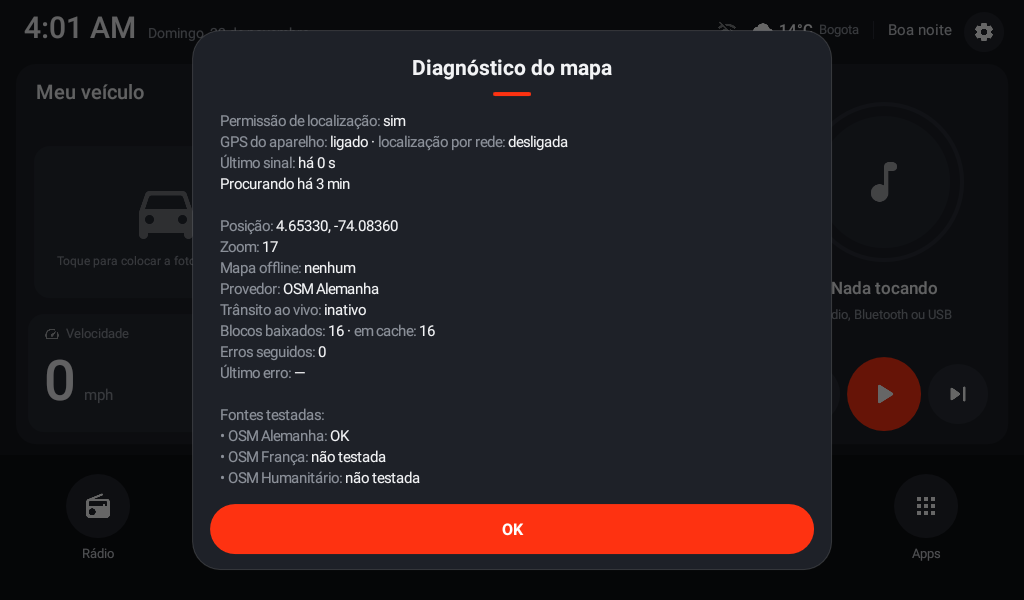 4:01 AM
Domingo,
14°C Bogota
Boa noite
Meu veículo
Toque para colocar a foto
Velocidade
0 mph
Diagnóstico do mapa
Permissão de localização: sim
GPS do aparelho: ligado · localização por rede: desligada
Último sinal: há 0 s
Procurando há 3 min
Posição: 4.65330, -74.08360
Zoom: 17
Mapa offline: nenhum
Provedor: OSM Alemanha
Trânsito ao vivo: inativo
Blocos baixados: 16 · em cache: 16
Erros seguidos: 0
Último erro: —
Fontes testadas:
• OSM Alemanha: OK
• OSM França: não testada
• OSM Humanitário: não testada
OK
Nada tocando
Bluetooth ou USB
Rádio
Apps